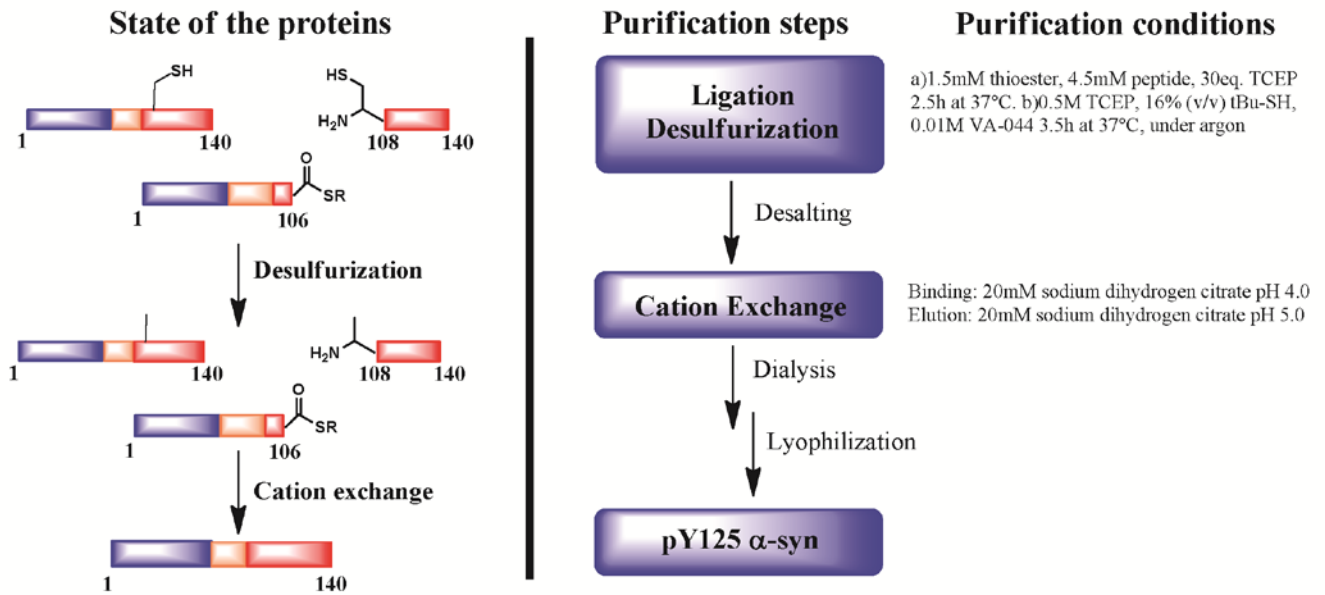 State of the proteins
SH
1
140
HS
H2N
108
140
O
SR
1
106
Desulfurization
1
140
H2N
108
140
O
SR
1
106
Cation exchange
1
140
Purification steps
Ligation
Desulfurization
Desalting
Cation Exchange
Dialysis
Lyophilization
pY125 α-syn
Purification conditions
a)1.5mM thioester, 4.5mM peptide, 30eq. TCEP
2.5h at 37°C. b)0.5M TCEP, 16% (v/v) tBu-SH,
0.01M VA-044 3.5h at 37°C, under argon
Binding: 20mM sodium dihydrogen citrate pH 4.0
Elution: 20mM sodium dihydrogen citrate pH 5.0